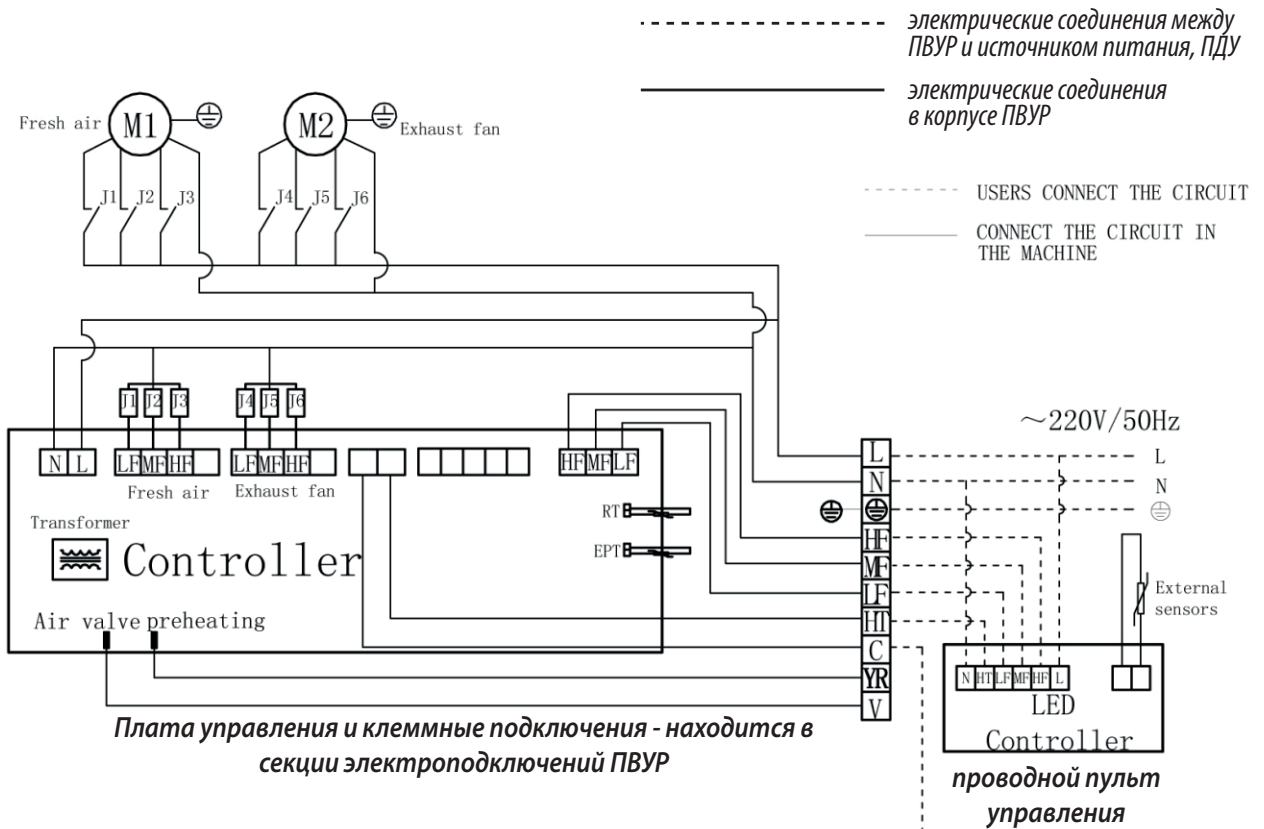 электрические соединения между
ПВУР и источником питания, ПДУ
электрические соединения
в корпусе ПВУР
USERS CONNECT THE CIRCUIT
CONNECT THE CIRCUIT IN
THE MACHINE
Fresh air
M1
M2
Exhaust fan
J1
J2
J3
J4
J5
J6
J1
J2
J3
J4
J5
J6
N L
LF MF HF
LF MF HF
HF MF LF
Fresh air
Exhaust fan
RT
EPT
Transformer
Controller
Air valve preheating
~220V/50Hz
L
N
HF
MF
LF
HT
C
YR
V
L
N
External
sensors
N HT LF MF HF L
LED
Controller
Плата управления и клеммные подключения - находится в
секции электроподключений ПВУР
проводной пульт
управления